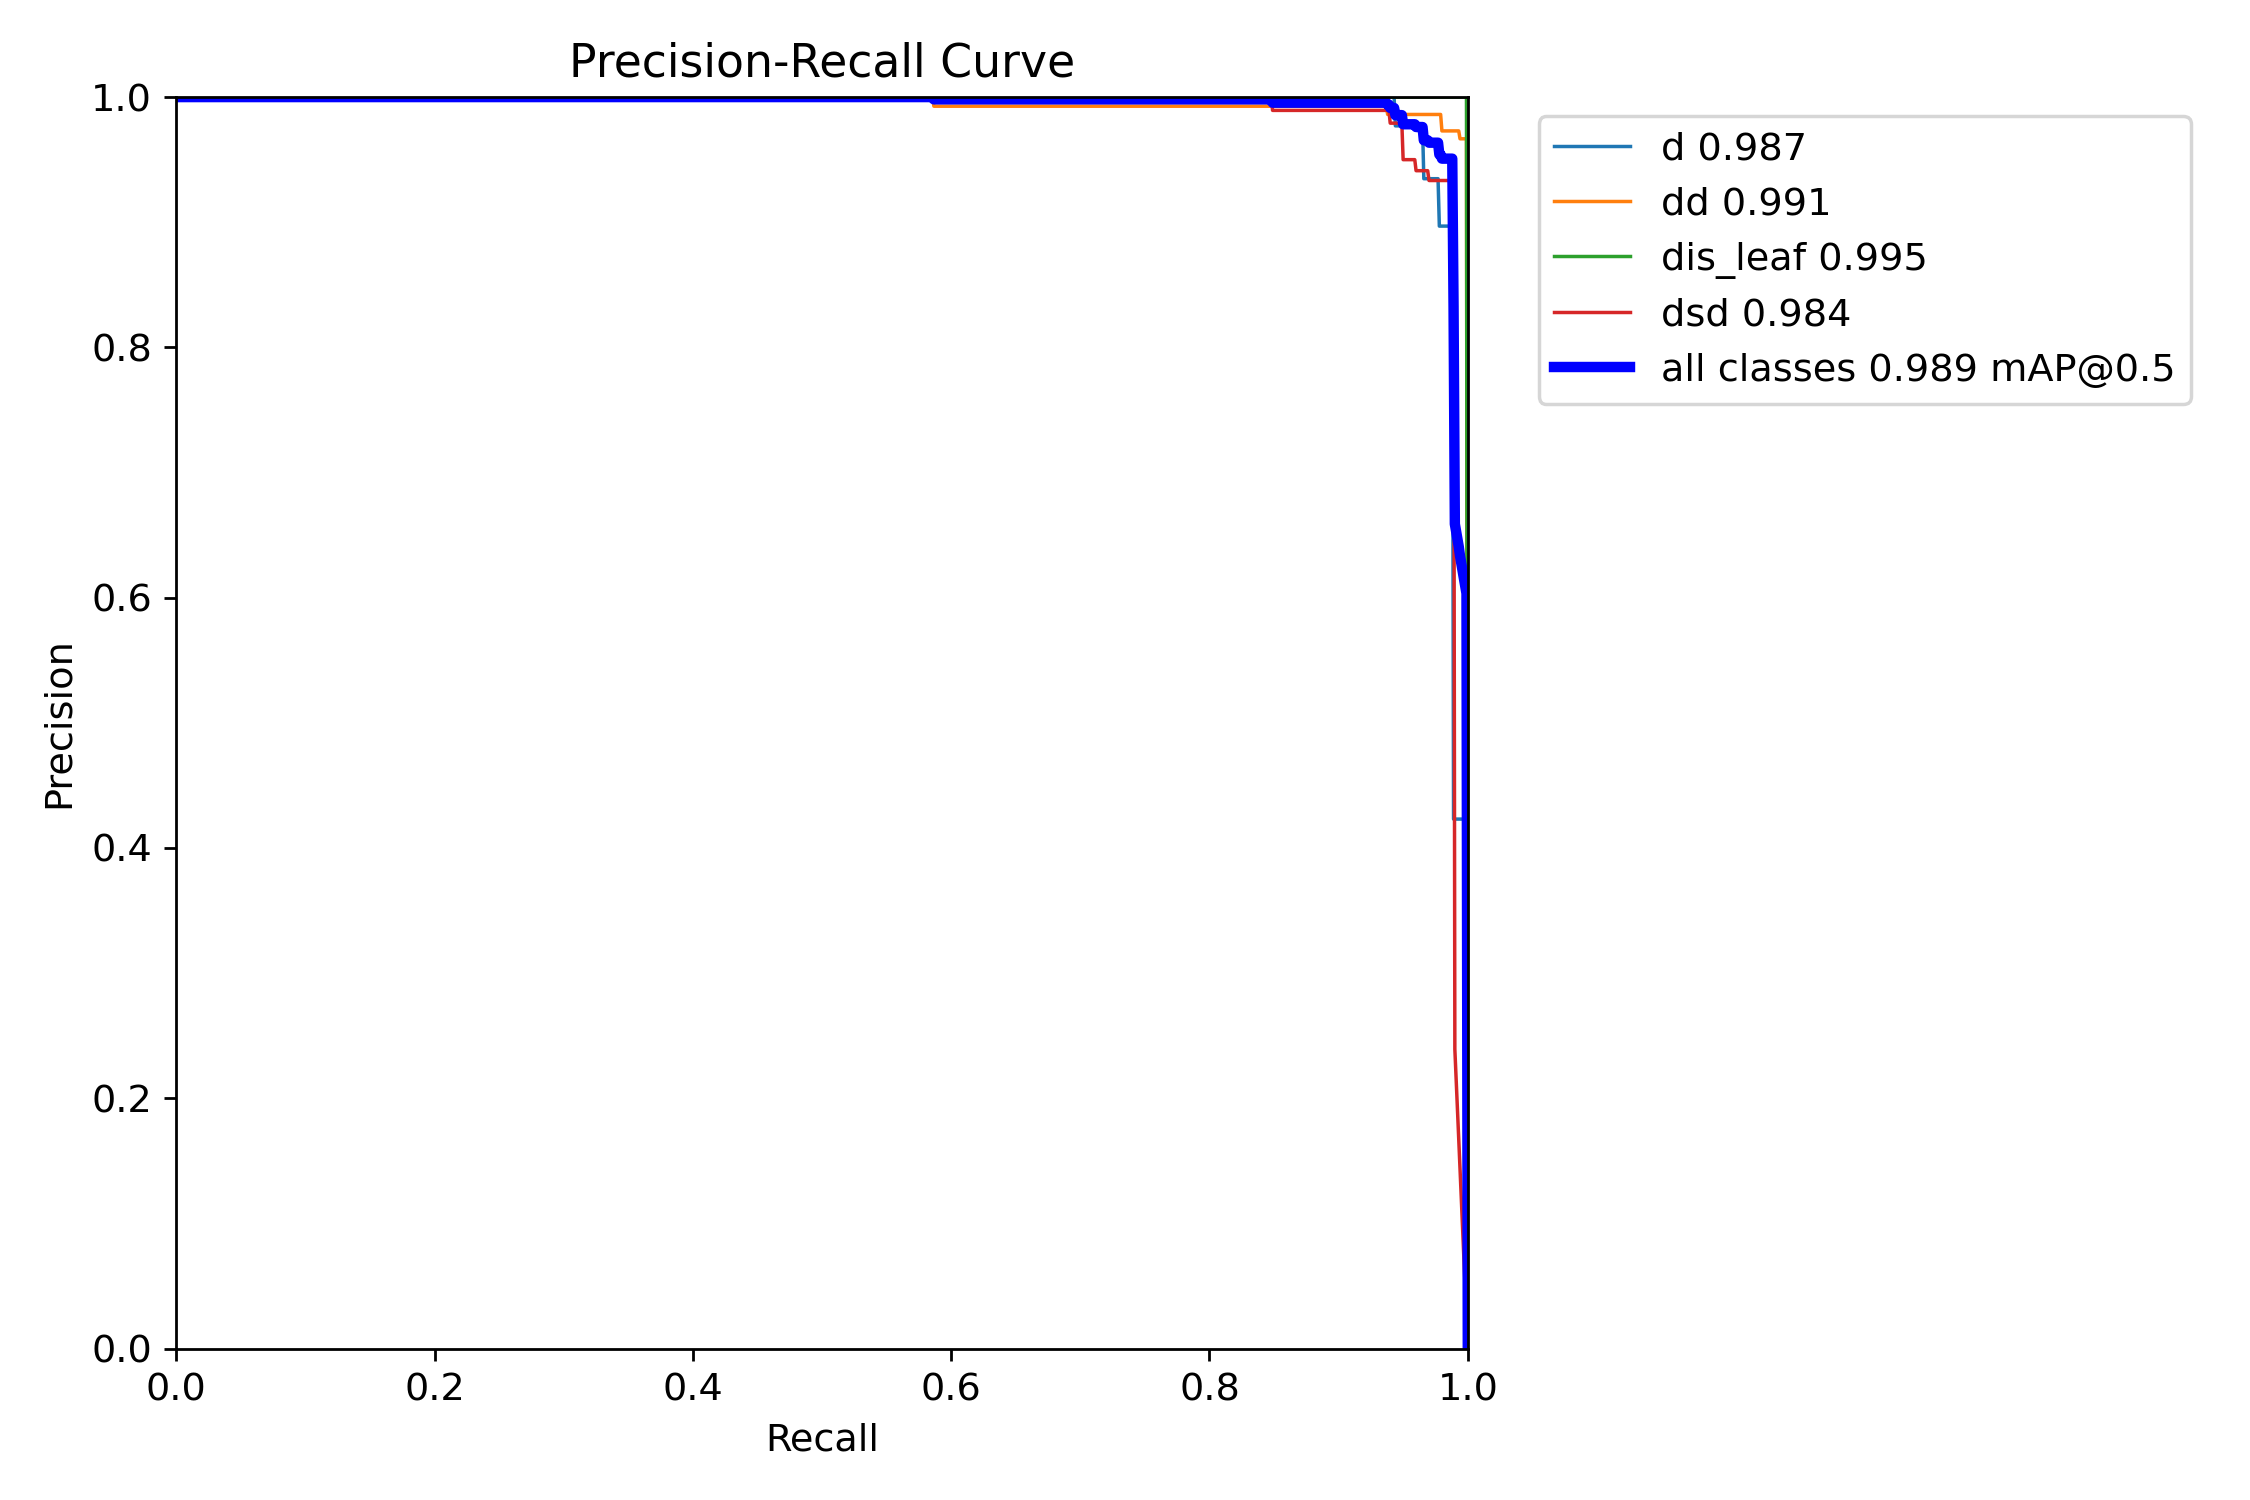 Precision-Recall Curve
1.0
0.8
0.6
0.4
0.2
0.0
Precision
0.0 0.2 0.4 0.6 0.8 1.0
Recall
d 0.987
dd 0.991
dis_leaf 0.995
dsd 0.984
all classes 0.989 mAP@0.5